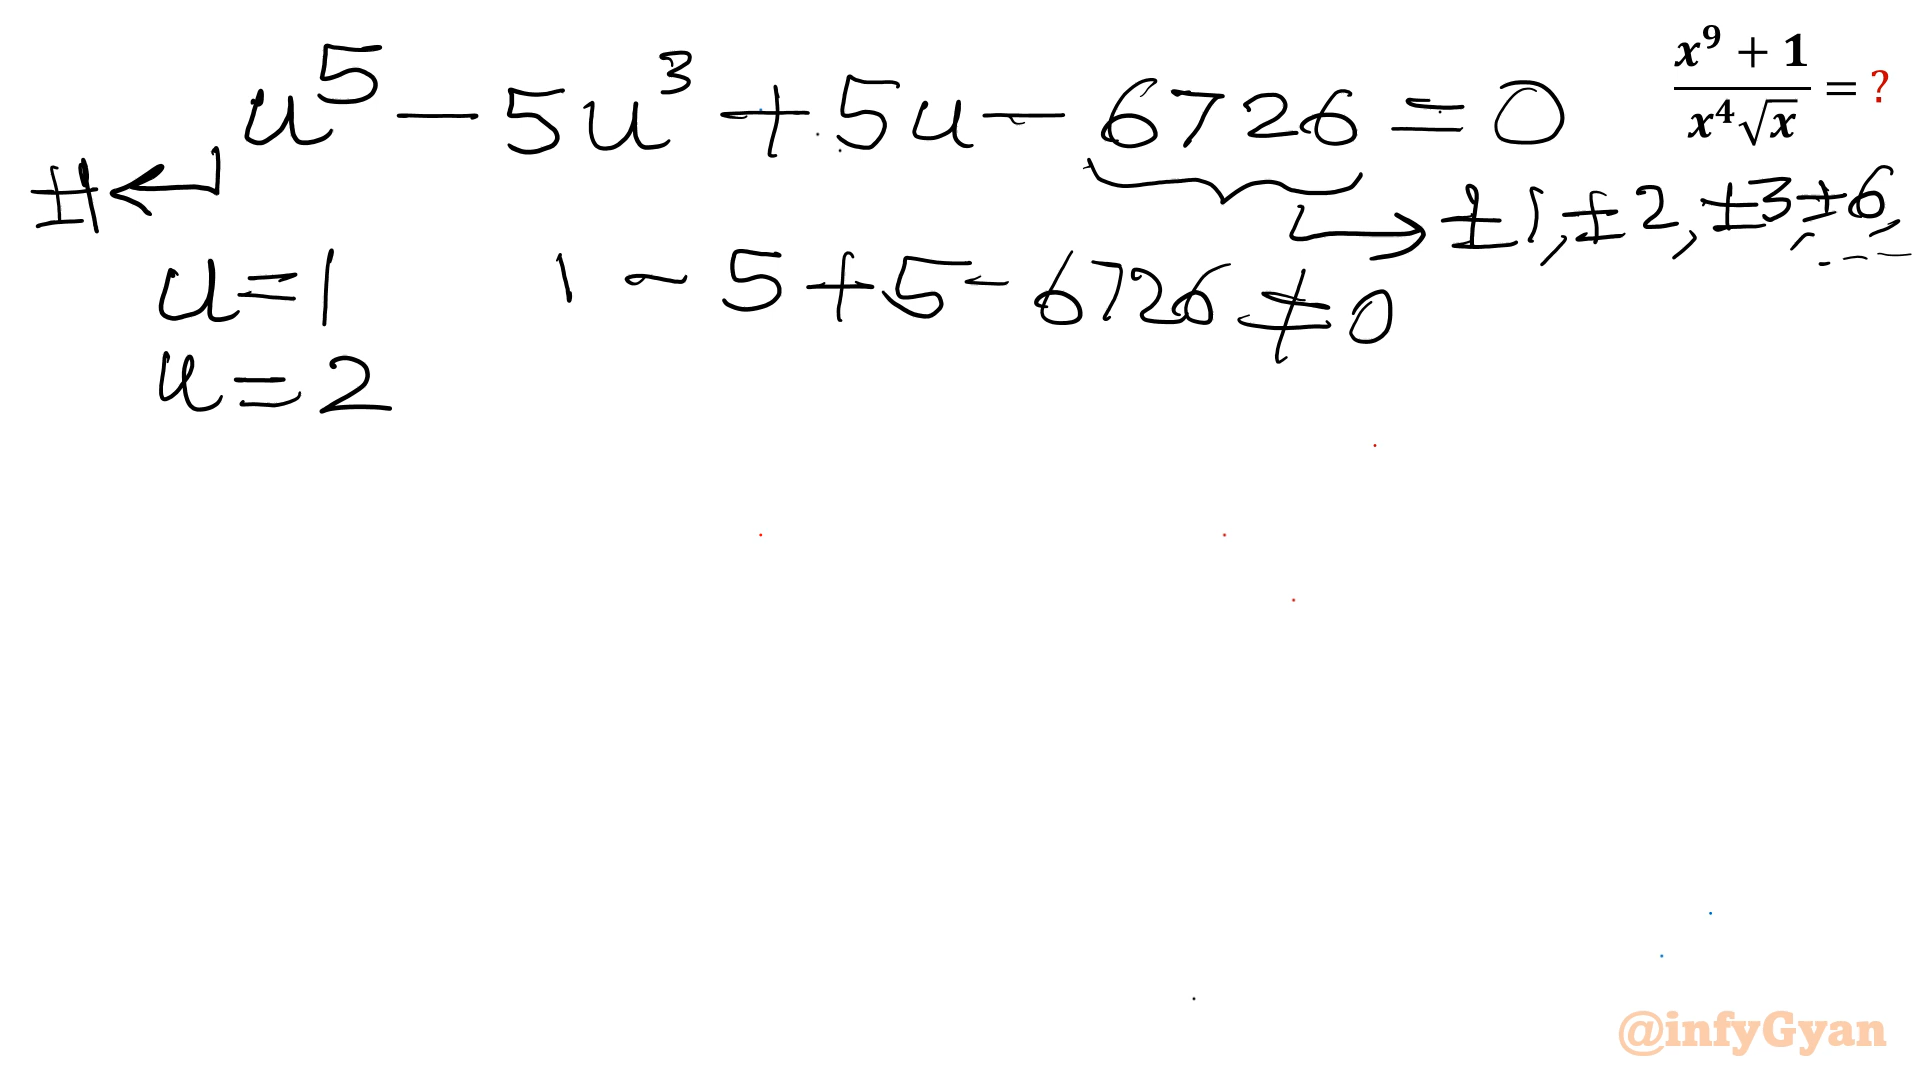 u⁵ − 5u³ + 5u − 6726 = 0
x⁹ + 1 / x⁴√x = ?
±1 ← → ±1, ±2, ±3, ±6, ---
u = 1  1 − 5 + 5 − 6726 ≠ 0
u = 2
@infyGyan